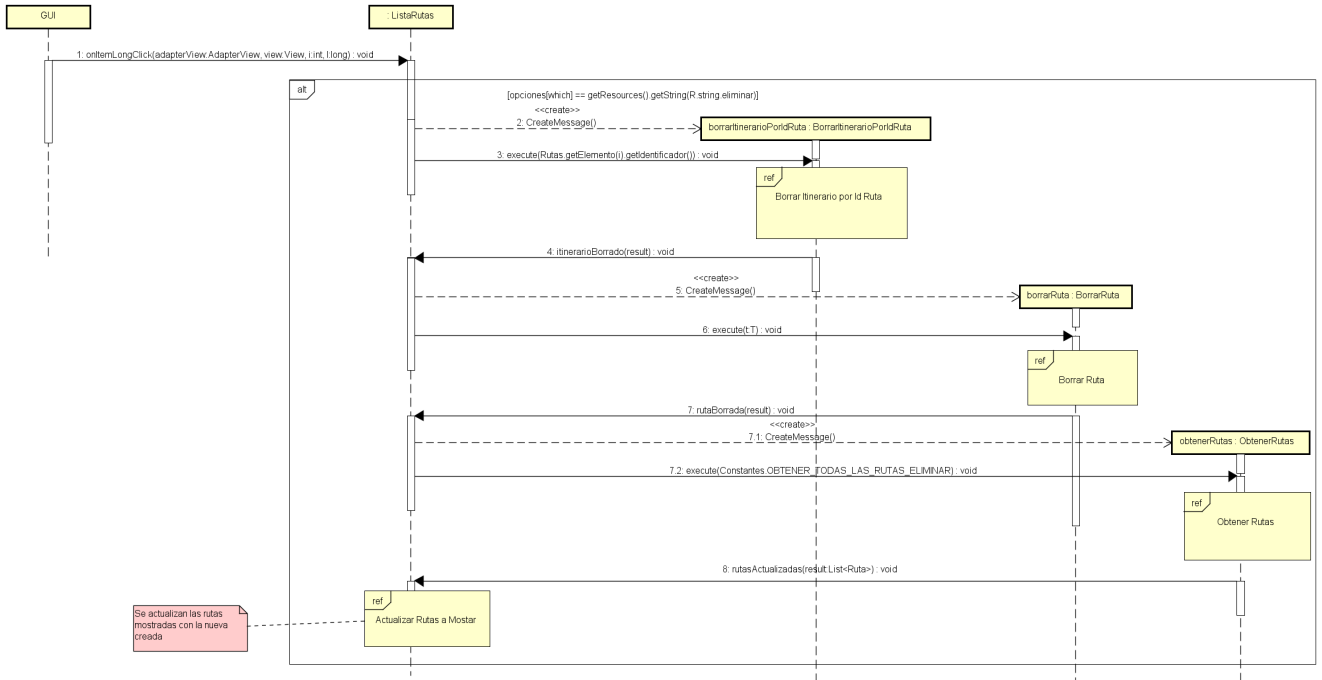 GUI
: ListaRutas
1: onItemLongClick(adapterView:AdapterView, view:View, i:int, l:long) : void
alt
[opciones[which] == getResources().getString(R.string.eliminar)]
<<create>>
2: CreateMessage()
borrarItinerarioPorIdRuta : BorrarItinerarioPorIdRuta
3: execute(Rutas.getElemento(i).getIdentificador()) : void
ref
Borrar Itinerario por Id Ruta
4: itinerarioBorrado(result) : void
<<create>>
5: CreateMessage()
borrarRuta : BorrarRuta
6: execute(t:T) : void
ref
Borrar Ruta
7: rutaBorrada(result) : void
<<create>>
7.1: CreateMessage()
obtenerRutas : ObtenerRutas
7.2: execute(Constantes.OBTENER_TODAS_LAS_RUTAS_ELIMINAR) : void
ref
Obtener Rutas
8: rutasActualizadas(result:List<Ruta>) : void
ref
Actualizar Rutas a Mostar
Se actualizan las rutas
mostradas con la nueva
creada